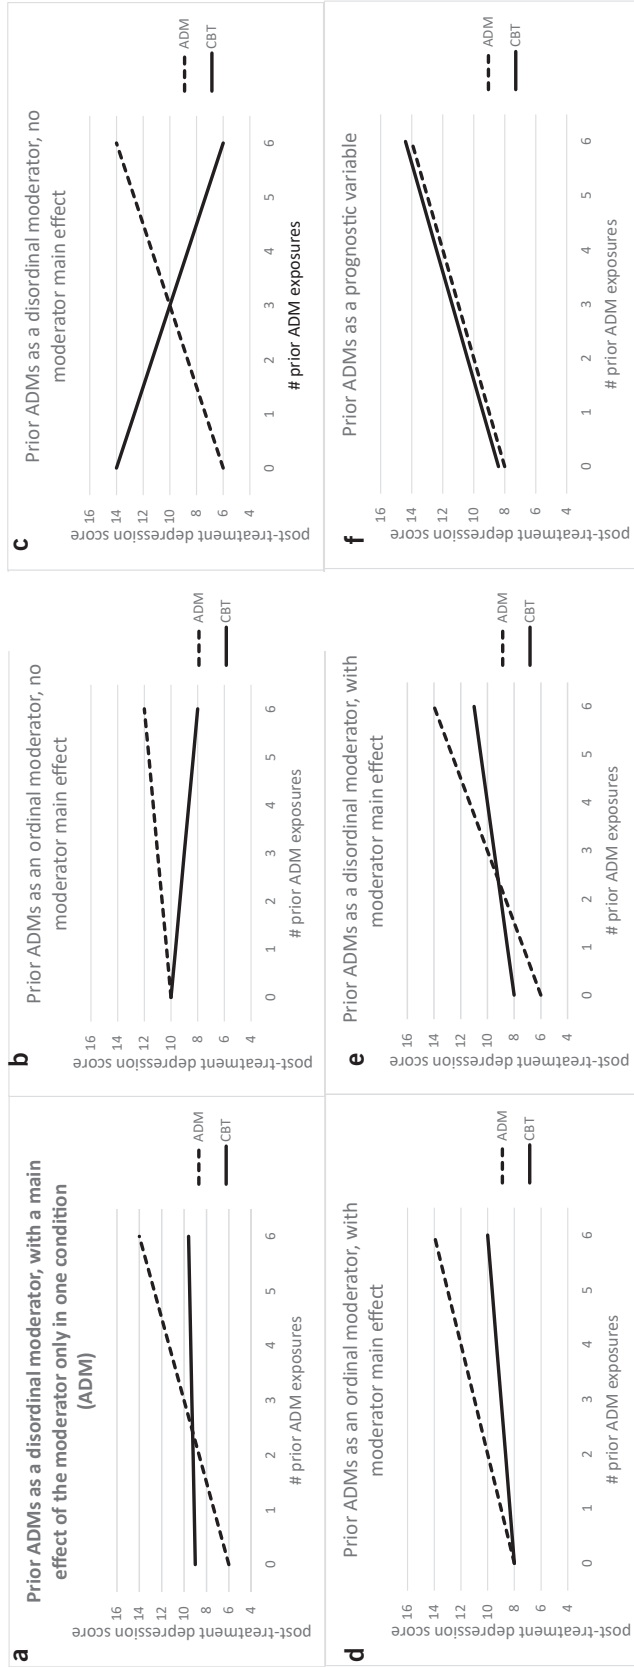 a
Prior ADMs as a disordinal moderator, with a main
effect of the moderator only in one condition
(ADM)
post-treatment depression score
16
14
12
10
8
6
4
0 1 2 3 4 5 6
# prior ADM exposures
ADM
CBT
b
Prior ADMs as an ordinal moderator, no
moderator main effect
post-treatment depression score
16
14
12
10
8
6
4
0 1 2 3 4 5 6
# prior ADM exposures
ADM
CBT
c
Prior ADMs as a disordinal moderator, no
moderator main effect
post-treatment depression score
16
14
12
10
8
6
4
0 1 2 3 4 5 6
# prior ADM exposures
ADM
CBT
d
Prior ADMs as an ordinal moderator, with
moderator main effect
post-treatment depression score
16
14
12
10
8
6
4
0 1 2 3 4 5 6
# prior ADM exposures
ADM
CBT
e
Prior ADMs as a disordinal moderator, with
moderator main effect
post-treatment depression score
16
14
12
10
8
6
4
0 1 2 3 4 5 6
# prior ADM exposures
ADM
CBT
f
Prior ADMs as a prognostic variable
post-treatment depression score
16
14
12
10
8
6
4
0 1 2 3 4 5 6
# prior ADM exposures
ADM
CBT